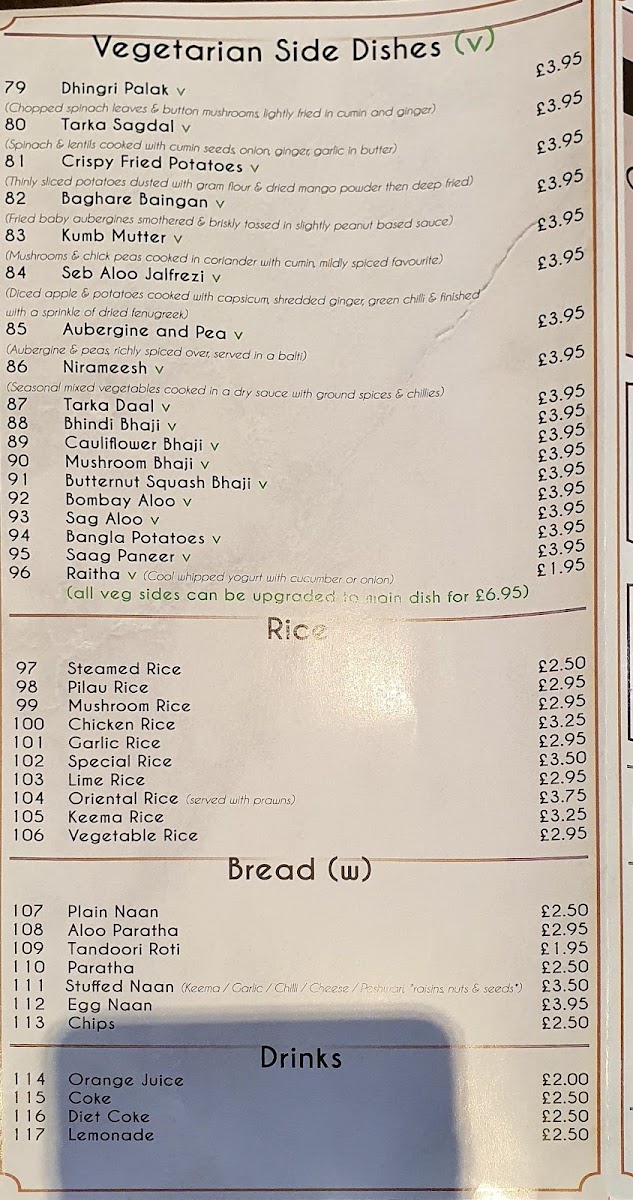 Vegetarian Side Dishes (v)
79 Dhingri Palak v £3.95
(Chopped spinach leaves & button mushrooms, lightly fried in cumin and ginger)
80 Tarka Sagdal v £3.95
(Spinach & lentils cooked with cumin seeds, onion, ginger, garlic in butter)
81 Crispy Fried Potatoes v £3.95
(Thinly sliced potatoes dusted with gram flour & dried mango powder then deep fried)
82 Baghare Baingan v £3.95
(Fried baby aubergines smothered & briskly tossed in slightly peanut based sauce)
83 Kumb Mutter v £3.95
(Mushrooms & chick peas cooked in coriander with cumin, mildly spiced favourite)
84 Seb Aloo Jalfrezi v £3.95
(Diced apple & potatoes cooked with capsicum, shredded ginger, green chilli & finished
with a sprinkle of dried fenugreek)
85 Aubergine and Pea v £3.95
(Aubergine & peas, richly spiced over, served in a balti)
86 Nirameesh v £3.95
(Seasonal mixed vegetables cooked in a dry sauce with ground spices & chillies)
87 Tarka Daal v £3.95
88 Bhindi Bhaji v £3.95
89 Cauliflower Bhaji v £3.95
90 Mushroom Bhaji v £3.95
91 Butternut Squash Bhaji v £3.95
92 Bombay Aloo v £3.95
93 Sag Aloo v £3.95
94 Bangla Potatoes v £3.95
95 Saag Paneer v £3.95
96 Raitha v (Cool whipped yogurt with cucumber or onion) £1.95
(all veg sides can be upgraded to main dish for £6.95)
Rice
97 Steamed Rice £2.50
98 Pilau Rice £2.95
99 Mushroom Rice £2.95
100 Chicken Rice £3.25
101 Garlic Rice £2.95
102 Special Rice £3.50
103 Lime Rice £2.95
104 Oriental Rice (served with prawns) £3.75
105 Keema Rice £3.25
106 Vegetable Rice £2.95
Bread (w)
107 Plain Naan £2.50
108 Aloo Paratha £2.95
109 Tandoori Roti £1.95
110 Paratha £2.50
111 Stuffed Naan (Keema / Garlic / Chilli / Cheese / Peshwari, "raisins, nuts & seeds") £3.50
112 Egg Naan £3.95
113 Chips £2.50
Drinks
114 Orange Juice £2.00
115 Coke £2.50
116 Diet Coke £2.50
117 Lemonade £2.50